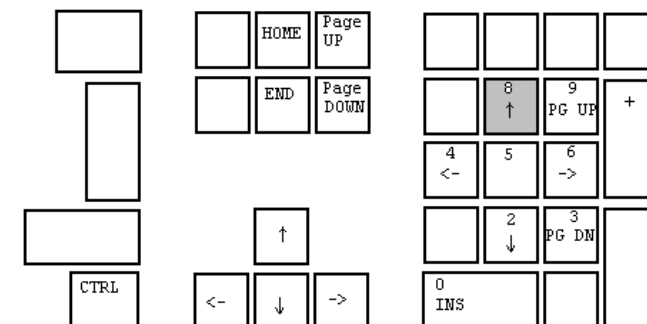 HOME
Page
UP
END
Page
DOWN
8
↑
9
PG UP
+
4
<-
5
6
->
↑
2
↓
3
PG DN
CTRL
<-
↓
->
0
INS